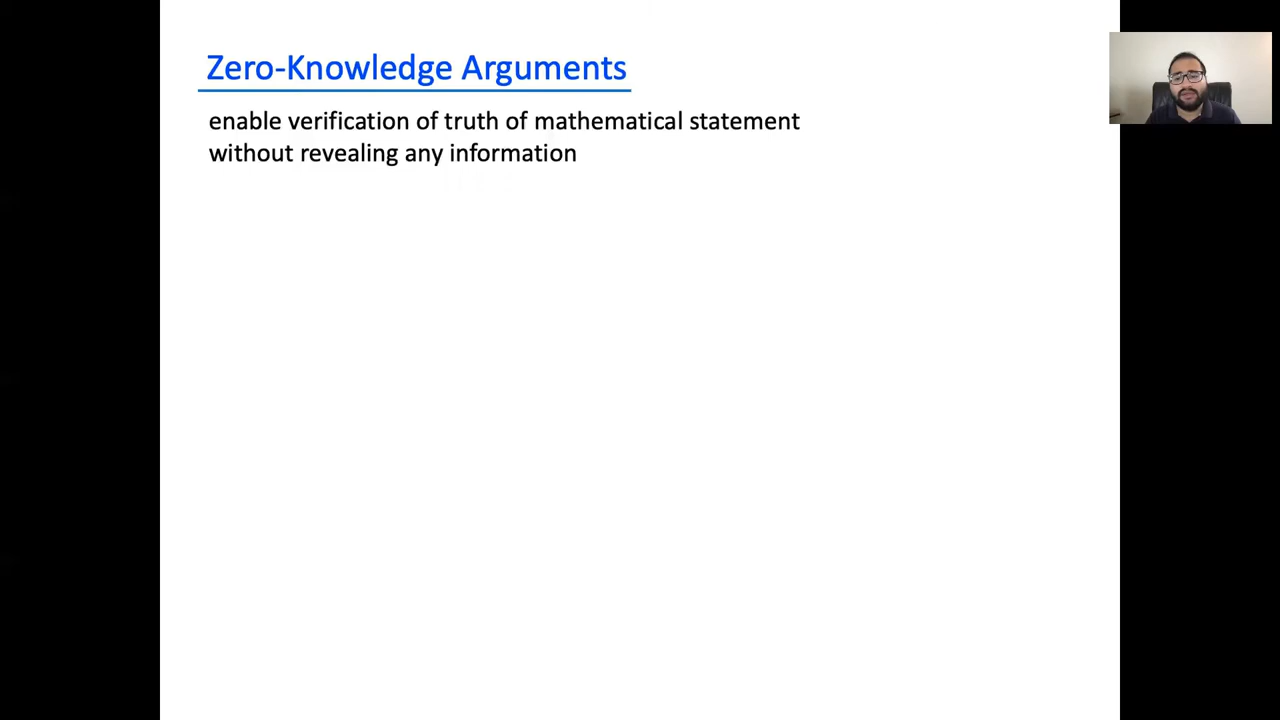 Zero-Knowledge Arguments
enable verification of truth of mathematical statement
without revealing any information